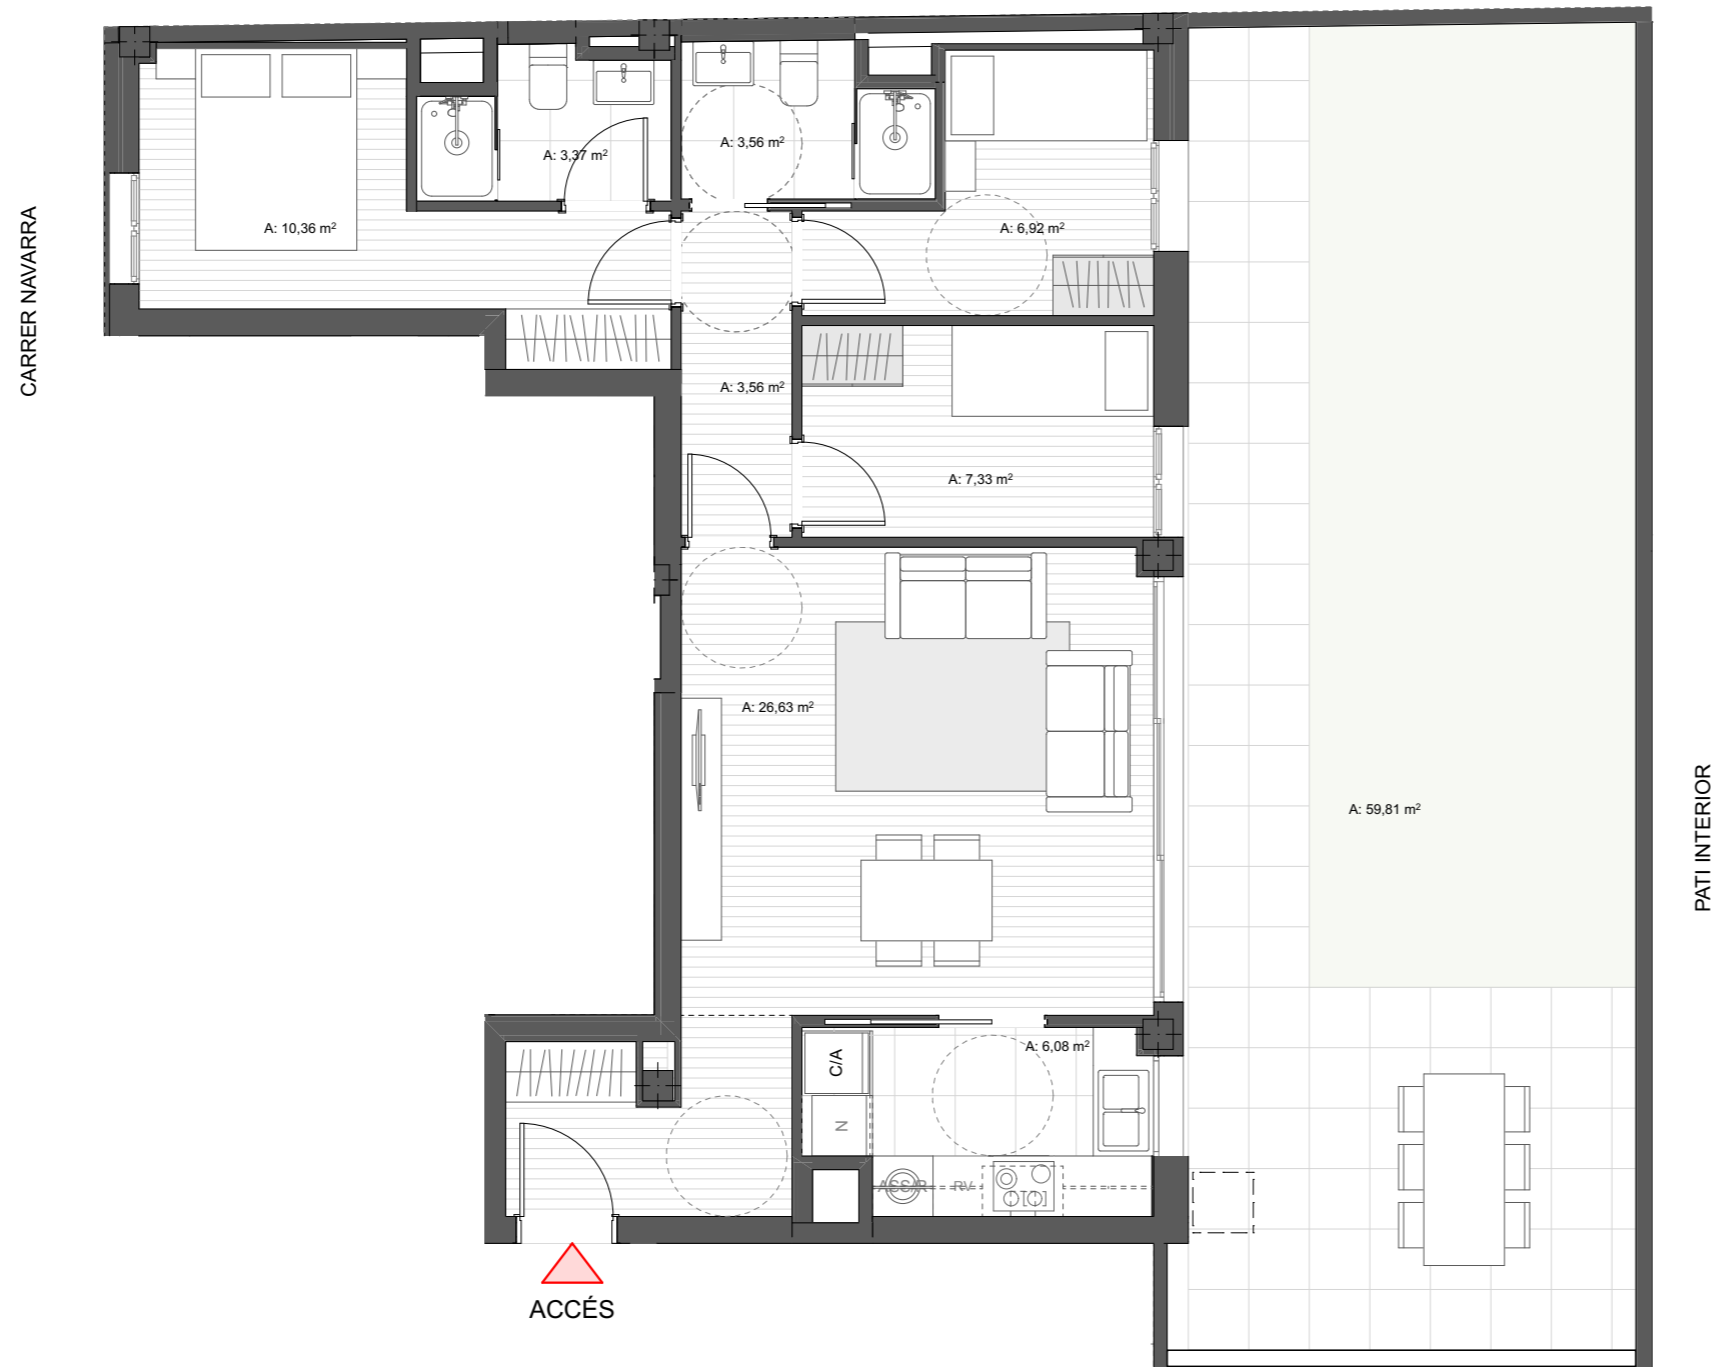 CARRER NAVARRA
A: 3,37 m²
A: 3,56 m²
A: 10,36 m²
A: 6,92 m²
A: 3,56 m²
A: 7,33 m²
A: 26,63 m²
A: 59,81 m²
PATI INTERIOR
A: 6,08 m²
C/A
N
ASS/R
RV
ACCÉS